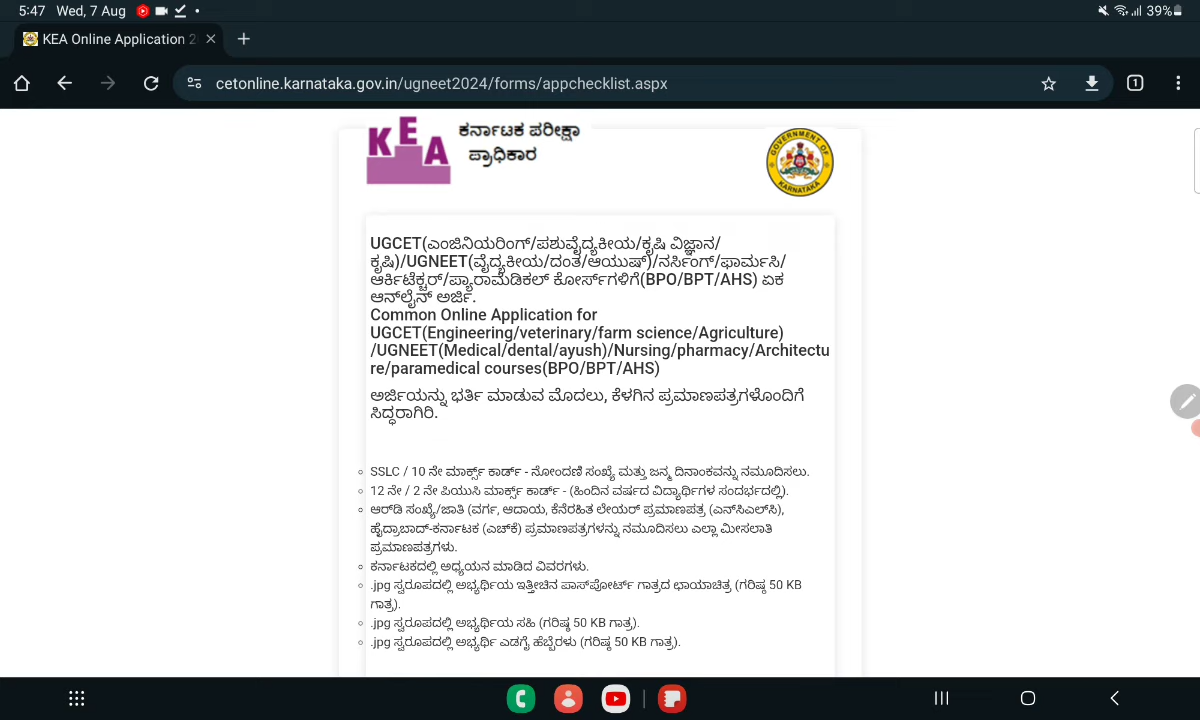 5:47 Wed, 7 Aug
39%
KEA Online Application 2
cetonline.karnataka.gov.in/ugneet2024/forms/appchecklist.aspx
1
KEA
ಕರ್ನಾಟಕ ಪರೀಕ್ಷಾ
ಪ್ರಾಧಿಕಾರ
GOVERNMENT OF
KARNATAKA
UGCET(ಎಂಜಿನಿಯರಿಂಗ್/ಪಶುವೈದ್ಯಕೀಯ/ಕೃಷಿ ವಿಜ್ಞಾನ/
ಕೃಷಿ)/UGNEET(ವೈದ್ಯಕೀಯ/ದಂತ/ಆಯುಷ್)/ನರ್ಸಿಂಗ್/ಫಾರ್ಮಸಿ/
ಆರ್ಕಿಟೆಕ್ಚರ್/ಪ್ಯಾರಾಮೆಡಿಕಲ್ ಕೋರ್ಸ್‌ಗಳಿಗೆ(BPO/BPT/AHS) ಏಕ
ಆನ್‌ಲೈನ್ ಅರ್ಜಿ.
Common Online Application for
UGCET(Engineering/veterinary/farm science/Agriculture)
/UGNEET(Medical/dental/ayush)/Nursing/pharmacy/Architectu
re/paramedical courses(BPO/BPT/AHS)
ಅರ್ಜಿಯನ್ನು ಭರ್ತಿ ಮಾಡುವ ಮೊದಲು, ಕೆಳಗಿನ ಪ್ರಮಾಣಪತ್ರಗಳೊಂದಿಗೆ
ಸಿದ್ಧರಾಗಿರಿ.
SSLC / 10 ನೇ ಮಾರ್ಕ್ಸ್ ಕಾರ್ಡ್ - ನೋಂದಣಿ ಸಂಖ್ಯೆ ಮತ್ತು ಜನ್ಮ ದಿನಾಂಕವನ್ನು ನಮೂದಿಸಲು.
12 ನೇ / 2 ನೇ ಪಿಯುಸಿ ಮಾರ್ಕ್ಸ್ ಕಾರ್ಡ್ - (ಹಿಂದಿನ ವರ್ಷದ ವಿದ್ಯಾರ್ಥಿಗಳ ಸಂದರ್ಭದಲ್ಲಿ).
ಆರ್‌ಡಿ ಸಂಖ್ಯೆ/ಜಾತಿ (ವರ್ಗ, ಆದಾಯ, ಕೆನೆರಹಿತ ಲೇಯರ್ ಪ್ರಮಾಣಪತ್ರ (ಎನ್‌ಸಿಎಲ್‌ಸಿ),
ಹೈದ್ರಾಬಾದ್-ಕರ್ನಾಟಕ (ಎಚ್‌ಕೆ) ಪ್ರಮಾಣಪತ್ರಗಳನ್ನು ನಮೂದಿಸಲು ಎಲ್ಲಾ ಮೀಸಲಾತಿ
ಪ್ರಮಾಣಪತ್ರಗಳು.
ಕರ್ನಾಟಕದಲ್ಲಿ ಅಧ್ಯಯನ ಮಾಡಿದ ವಿವರಗಳು.
.jpg ಸ್ವರೂಪದಲ್ಲಿ ಅಭ್ಯರ್ಥಿಯ ಇತ್ತೀಚಿನ ಪಾಸ್‌ಪೋರ್ಟ್ ಗಾತ್ರದ ಛಾಯಾಚಿತ್ರ (ಗರಿಷ್ಠ 50 KB
ಗಾತ್ರ).
.jpg ಸ್ವರೂಪದಲ್ಲಿ ಅಭ್ಯರ್ಥಿಯ ಸಹಿ (ಗರಿಷ್ಠ 50 KB ಗಾತ್ರ).
.jpg ಸ್ವರೂಪದಲ್ಲಿ ಅಭ್ಯರ್ಥಿ ಎಡಗೈ ಹೆಬ್ಬೆರಳು (ಗರಿಷ್ಠ 50 KB ಗಾತ್ರ).